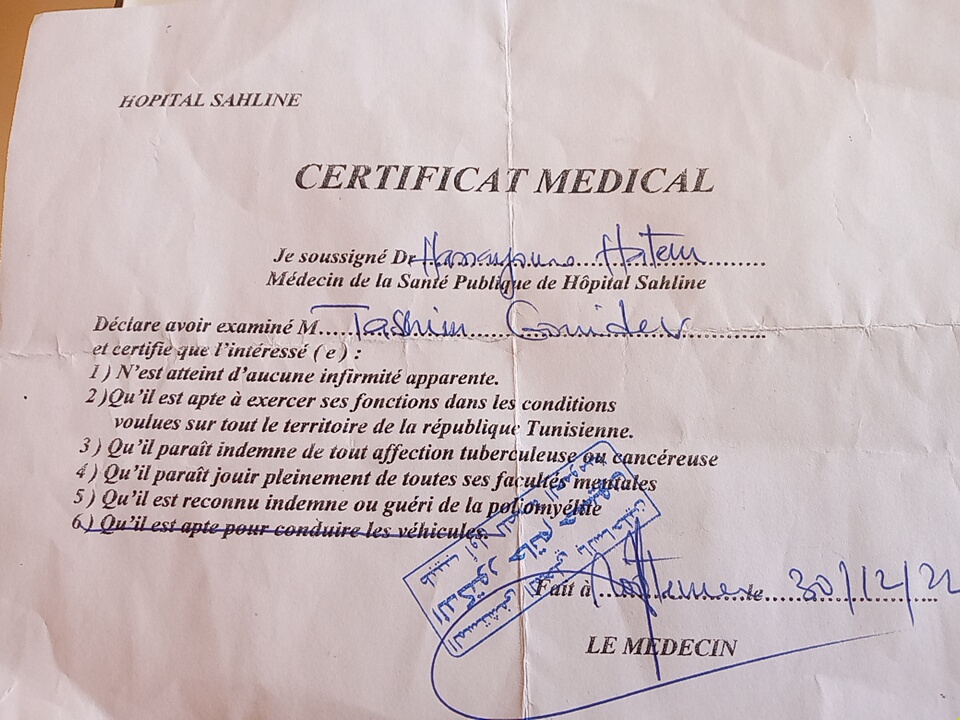 HOPITAL SAHLINE
CERTIFICAT MEDICAL
Je soussigné Dr Hatem
Médecin de la Santé Publique de Hôpital Sahline
Déclare avoir examiné M Tashim Gouider
et certifie que l'intéressé ( e ) :
1 ) N'est atteint d'aucune infirmité apparente.
2 )Qu'il est apte à exercer ses fonctions dans les conditions
voulues sur tout le territoire de la république Tunisienne.
3 ) Qu'il paraît indemne de tout affection tuberculeuse ou cancéreuse
4 ) Qu'il paraît jouir pleinement de toutes ses facultés mentales
5 ) Qu'il est reconnu indemne ou guéri de la poliomyélite
6 ) Qu'il est apte pour conduire les véhicules.
Fait à le 30/12/22
LE MEDECIN